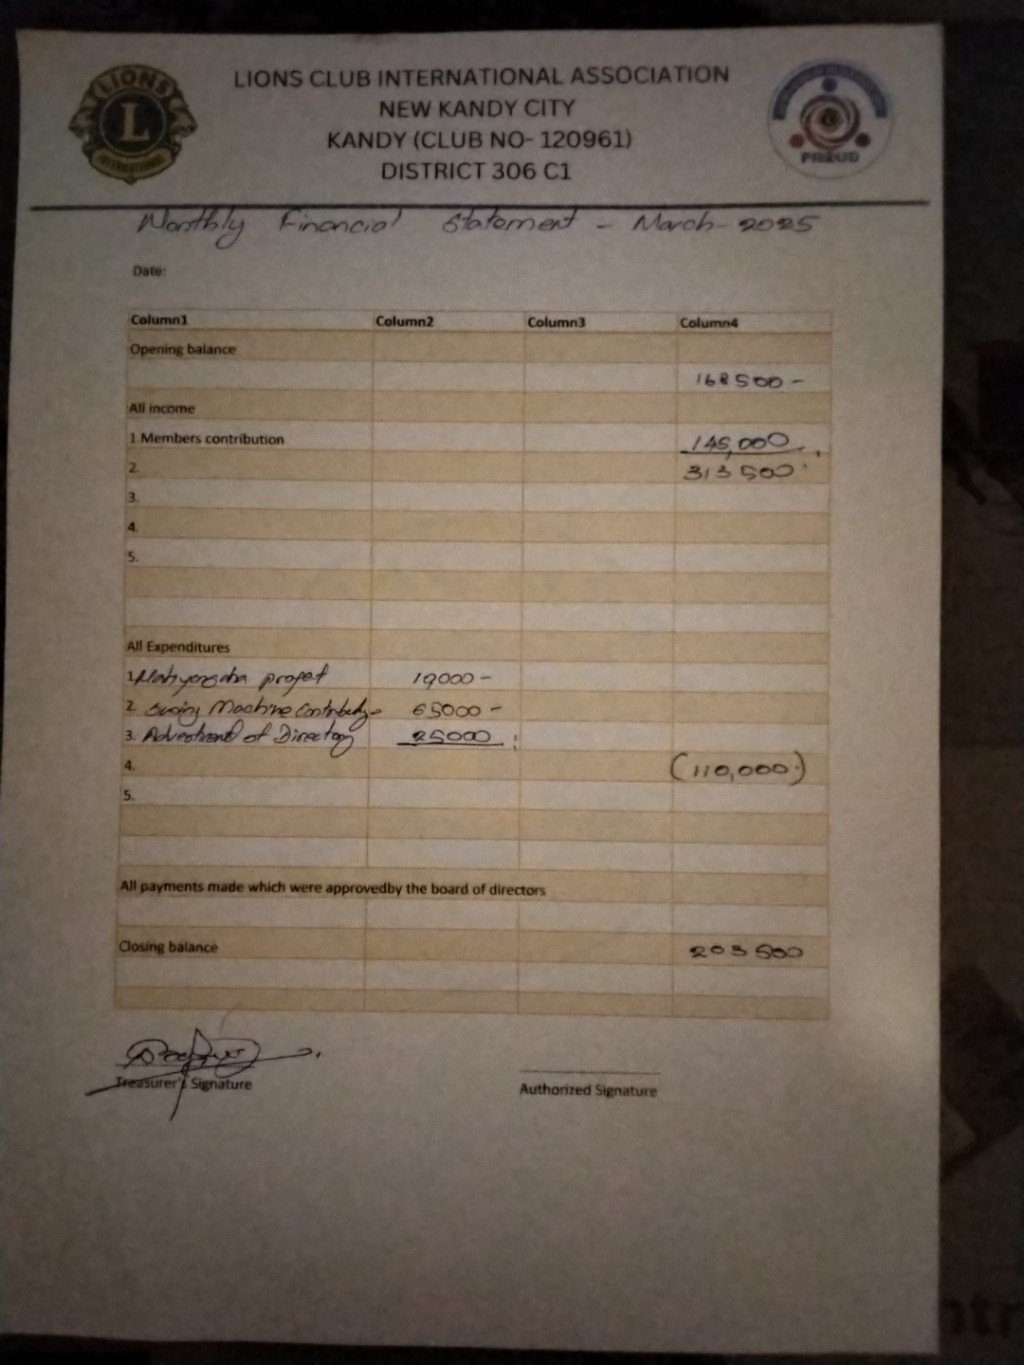 LIONS CLUB INTERNATIONAL ASSOCIATION
NEW KANDY CITY
KANDY (CLUB NO- 120961)
DISTRICT 306 C1
LIONS
L
INTERNATIONAL
Monthly Financial Statement - March - 2025
Date:
Column1 Column2 Column3 Column4
Opening balance
168500 -
All income
1.Members contribution 145,000
2. 313500
3.
4.
5.
All Expenditures
1. 19000 -
2. Machine 65000 -
3. of Directory 25000
4. (110,000)
5.
All payments made which were approvedby the board of directors
Closing balance 203500
Treasurer's Signature
Authorized Signature